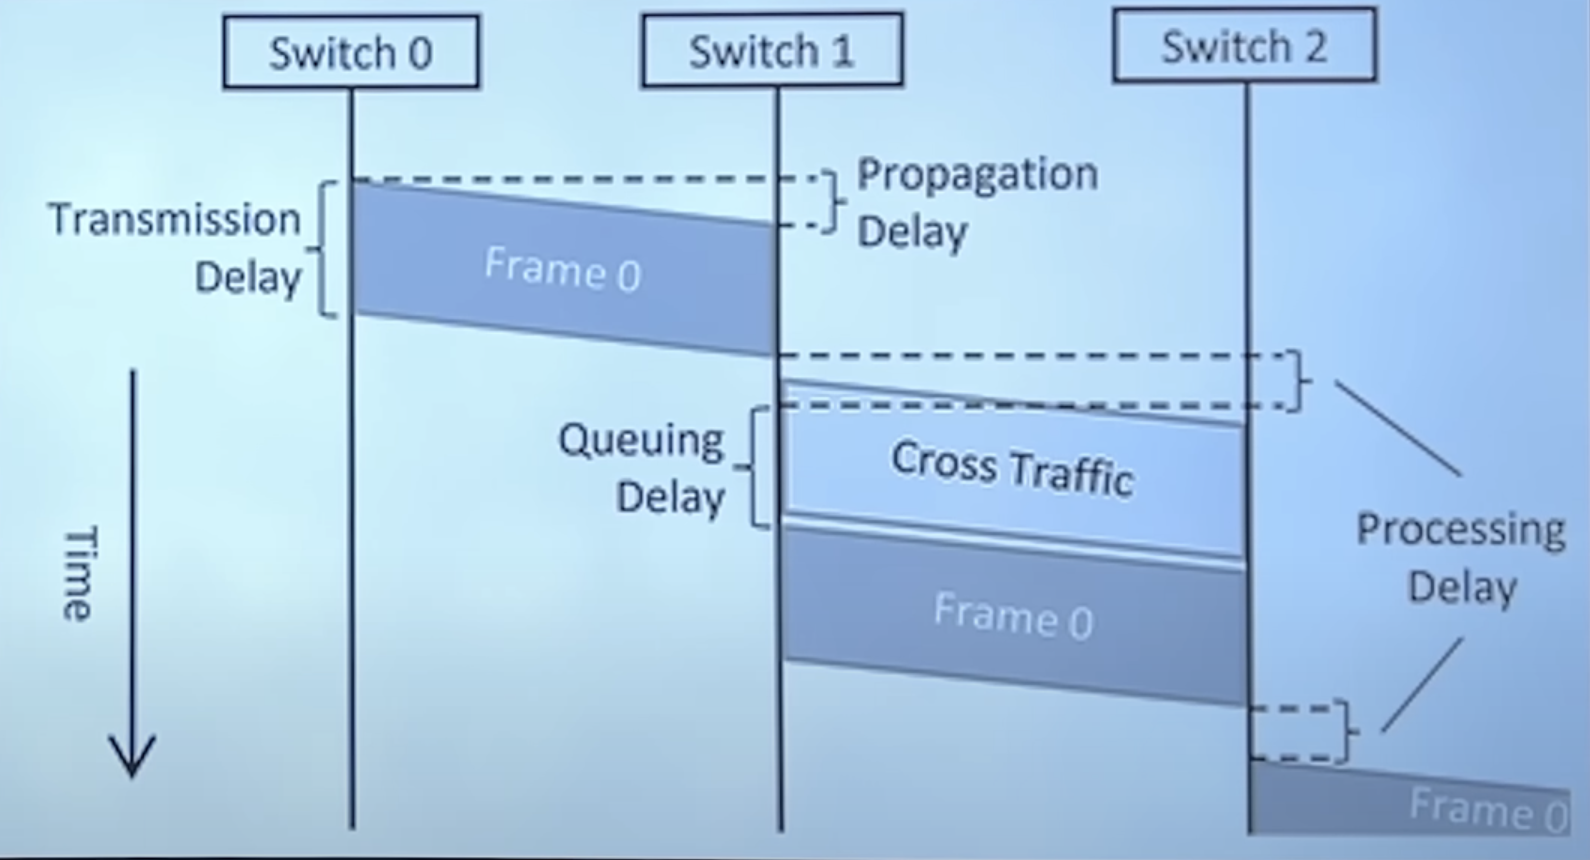 Switch 0
Switch 1
Switch 2
Propagation
Delay
Transmission
Delay
Frame 0
Queuing
Delay
Cross Traffic
Time
Processing
Delay
Frame 0
Frame 0